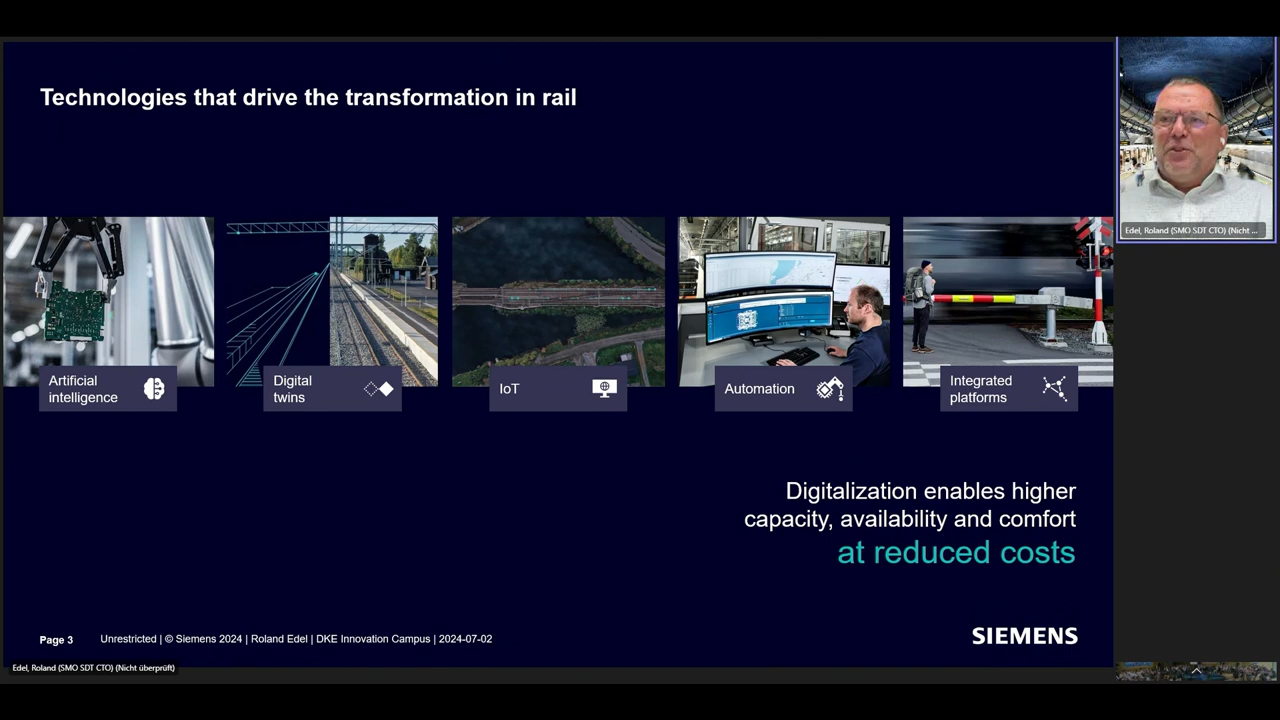 Technologies that drive the transformation in rail
Artificial
intelligence
Digital
twins
IoT
Automation
Integrated
platforms
Digitalization enables higher
capacity, availability and comfort
at reduced costs
Page 3
Unrestricted | © Siemens 2024 | Roland Edel | DKE Innovation Campus | 2024-07-02
SIEMENS
Edel, Roland (SMO SDT CTO) (Nicht überprüft)
Edel, Roland (SMO SDT CTO) (Nicht ...